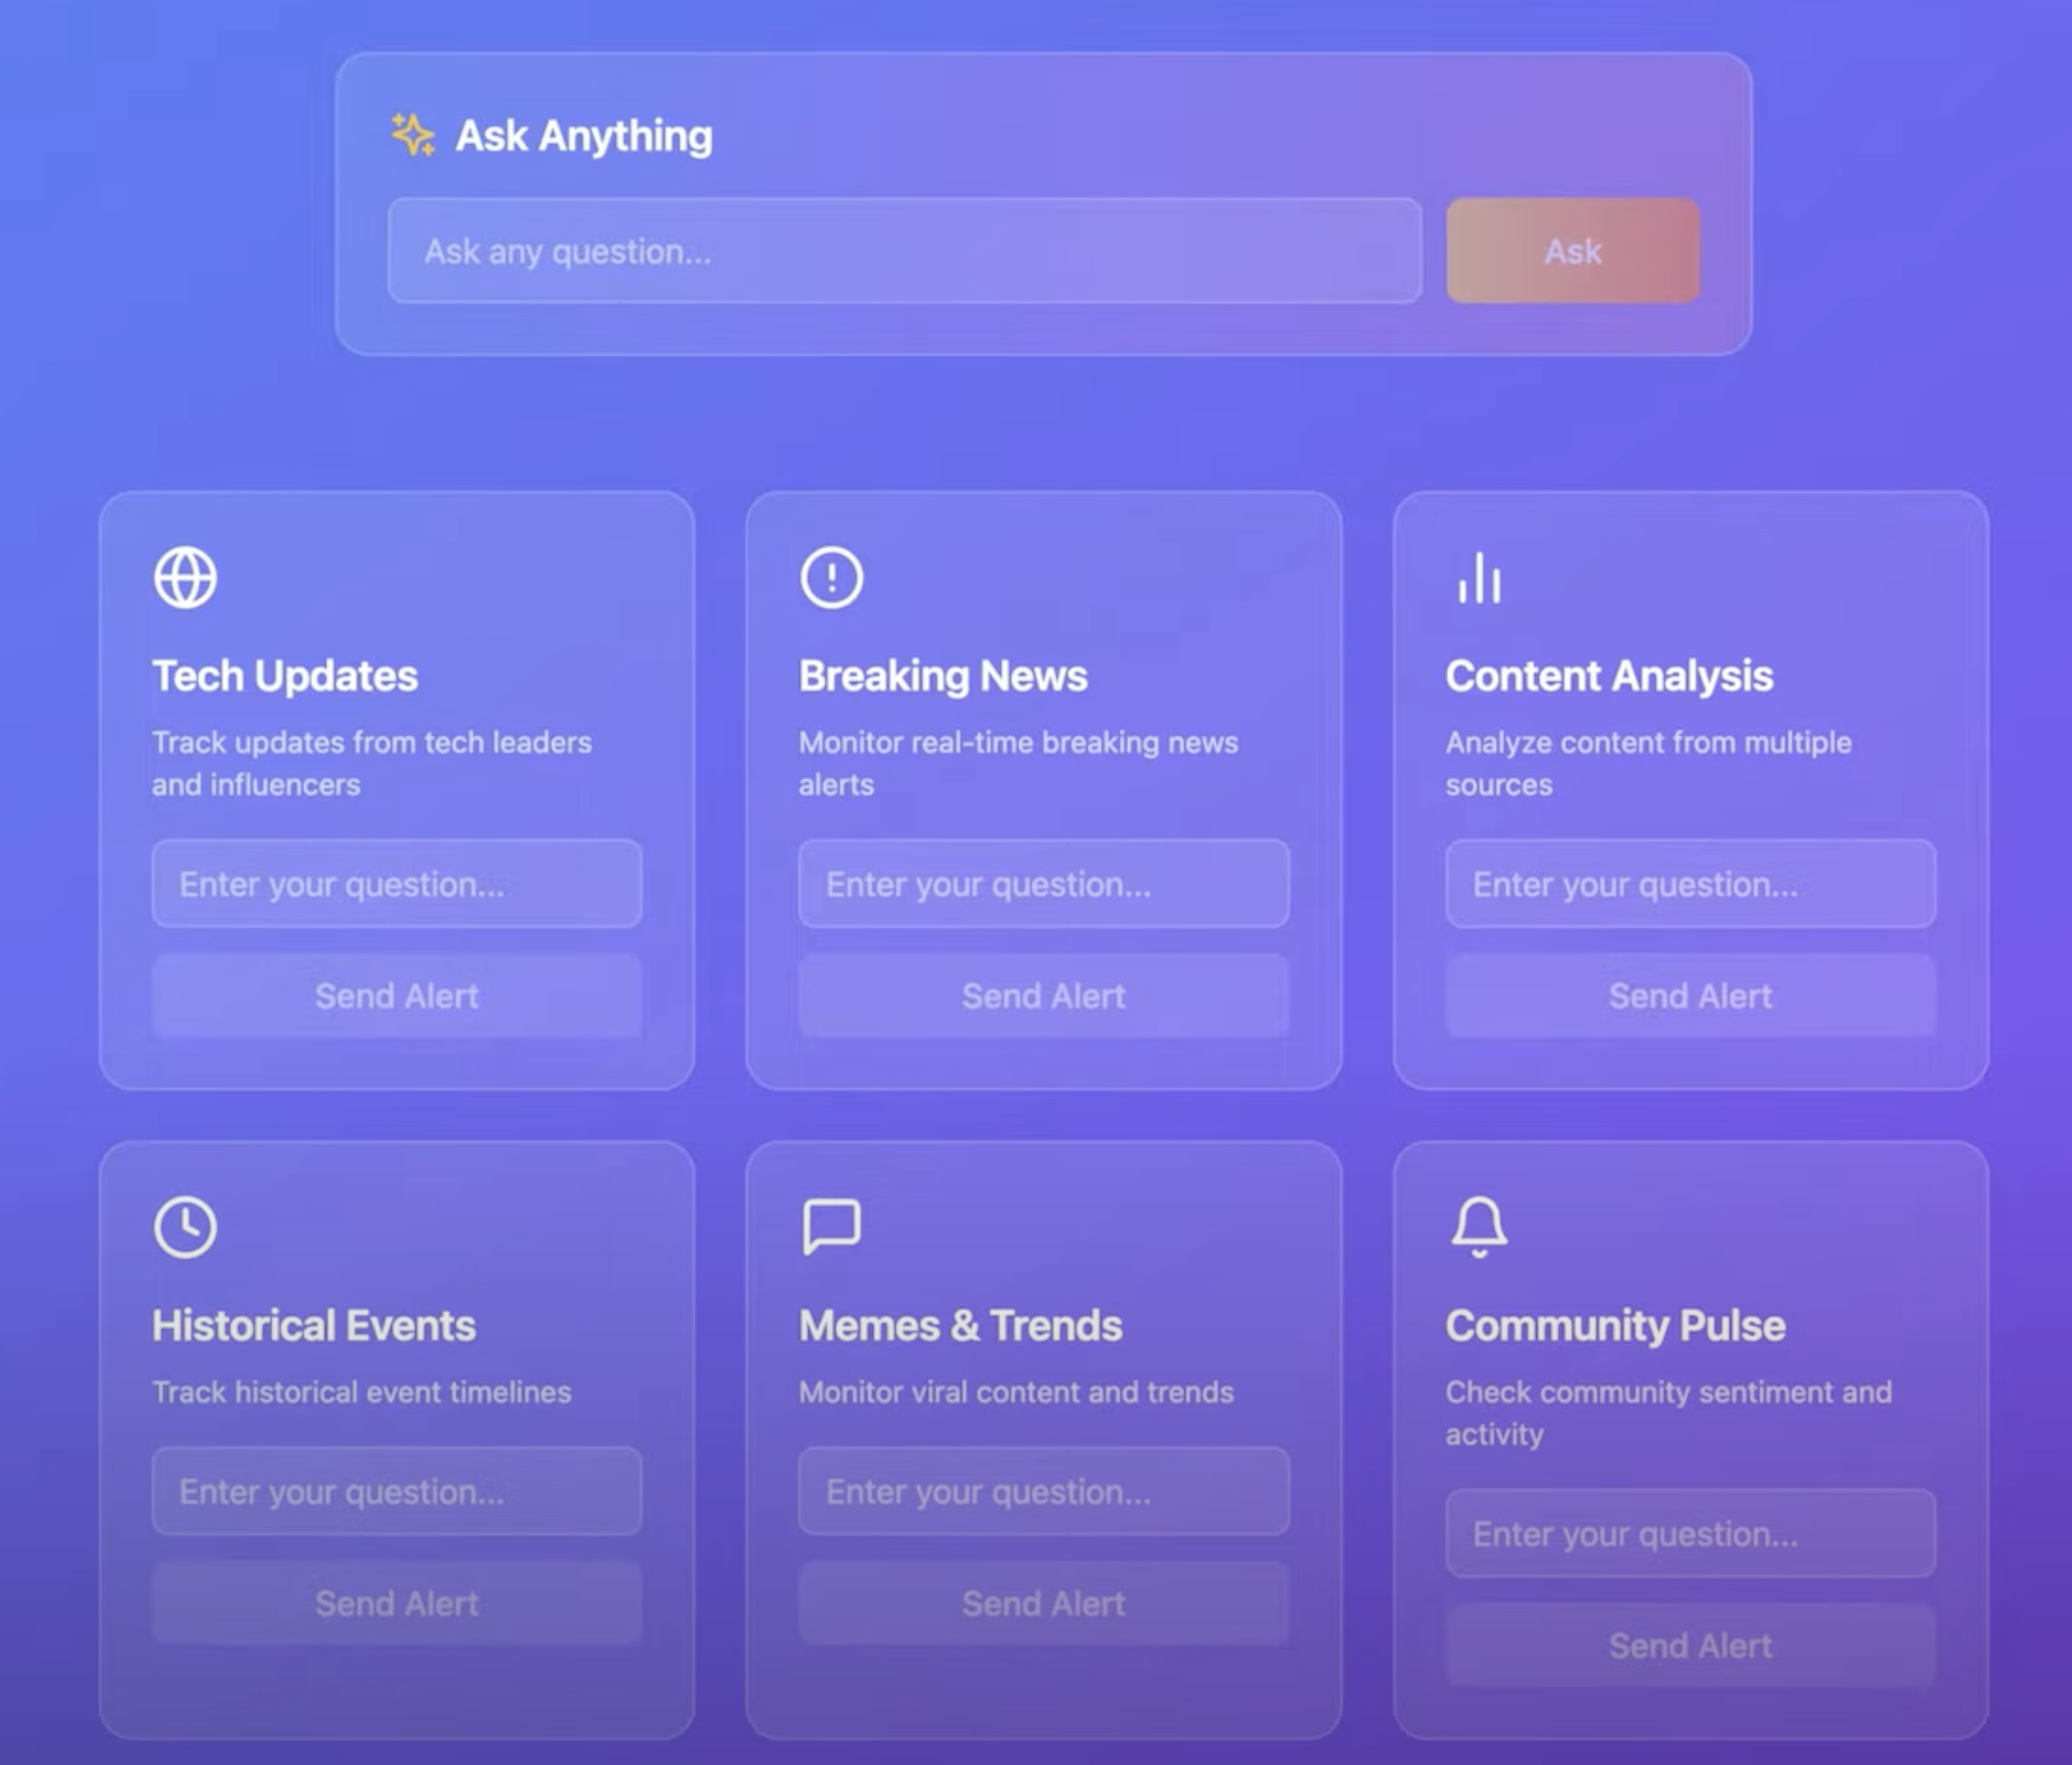 Ask Anything
Ask any question...
Ask
Tech Updates
Track updates from tech leaders
and influencers
Enter your question...
Send Alert
Breaking News
Monitor real-time breaking news
alerts
Enter your question...
Send Alert
Content Analysis
Analyze content from multiple
sources
Enter your question...
Send Alert
Historical Events
Track historical event timelines
Enter your question...
Send Alert
Memes & Trends
Monitor viral content and trends
Enter your question...
Send Alert
Community Pulse
Check community sentiment and
activity
Enter your question...
Send Alert